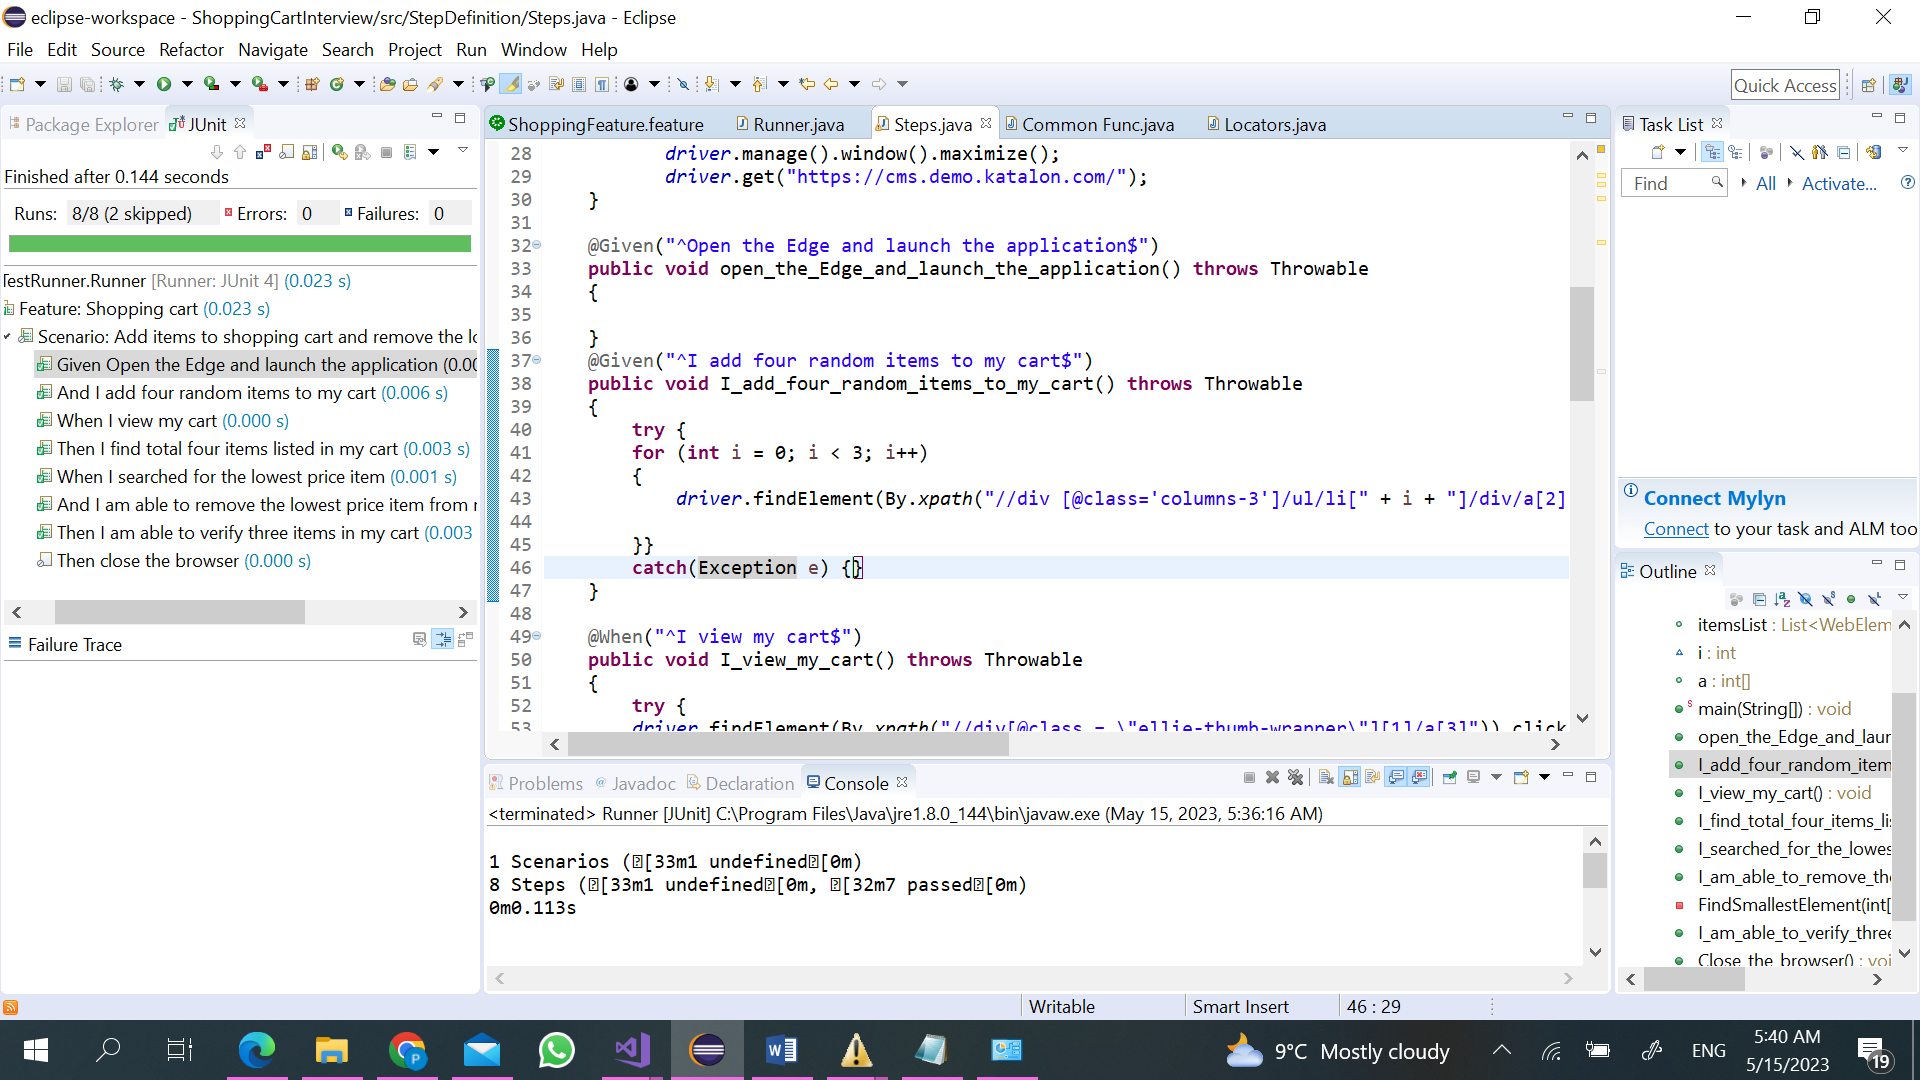 eclipse-workspace - ShoppingCartInterview/src/StepDefinition/Steps.java - Eclipse
File Edit Source Refactor Navigate Search Project Run Window Help
Quick Access
Package Explorer JUnit
Finished after 0.144 seconds
Runs: 8/8 (2 skipped) Errors: 0 Failures: 0
TestRunner.Runner [Runner: JUnit 4] (0.023 s)
Feature: Shopping cart (0.023 s)
Scenario: Add items to shopping cart and remove the lo
Given Open the Edge and launch the application (0.00
And I add four random items to my cart (0.006 s)
When I view my cart (0.000 s)
Then I find total four items listed in my cart (0.003 s)
When I searched for the lowest price item (0.001 s)
And I am able to remove the lowest price item from
Then I am able to verify three items in my cart (0.003
Then close the browser (0.000 s)
Failure Trace
ShoppingFeature.feature Runner.java Steps.java Common Func.java Locators.java
28 driver.manage().window().maximize();
29 driver.get("https://cms.demo.katalon.com/");
30 }
31
32 @Given("^Open the Edge and launch the application$")
33 public void open_the_Edge_and_launch_the_application() throws Throwable
34 {
35
36 }
37 @Given("^I add four random items to my cart$")
38 public void I_add_four_random_items_to_my_cart() throws Throwable
39 {
40 try {
41 for (int i = 0; i < 3; i++)
42 {
43 driver.findElement(By.xpath("//div [@class='columns-3']/ul/li[" + i + "]/div/a[2]
44
45 }}
46 catch(Exception e) {}
47 }
48
49 @When("^I view my cart$")
50 public void I_view_my_cart() throws Throwable
51 {
52 try {
53 driver.findElement(By.xpath("//div[@class = \"ellie-thumb-wrapper\"][1]/a[3]")).click
Problems Javadoc Declaration Console
<terminated> Runner [JUnit] C:\Program Files\Java\jre1.8.0_144\bin\javaw.exe (May 15, 2023, 5:36:16 AM)
1 Scenarios ([33m1 undefined[0m)
8 Steps ([33m1 undefined[0m, [32m7 passed[0m)
0m0.113s
Task List
Find All Activate...
Connect Mylyn
Connect to your task and ALM too
Outline
itemsList : List<WebElem
i : int
a : int[]
main(String[]) : void
open_the_Edge_and_laur
I_add_four_random_item
I_view_my_cart() : void
I_find_total_four_items_li
I_searched_for_the_lowes
I_am_able_to_remove_the
FindSmallestElement(int[
I_am_able_to_verify_three
Close_the_browser() : voi
Writable Smart Insert 46 : 29
9°C Mostly cloudy ENG 5:40 AM
5/15/2023 19